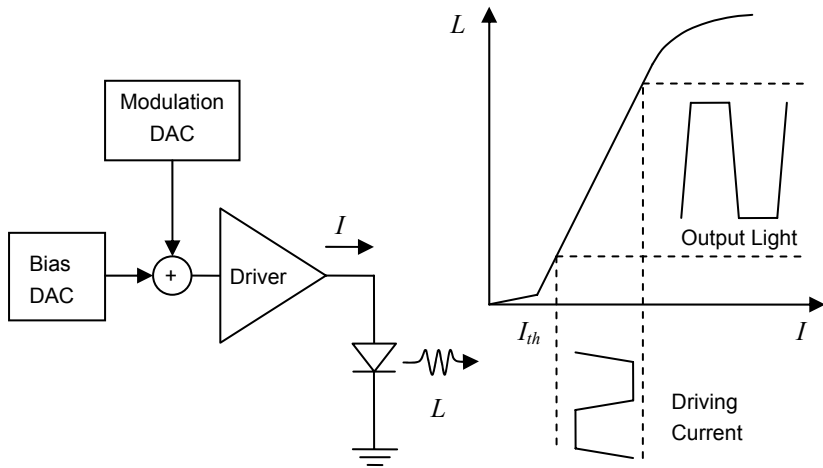 Modulation
DAC
Bias
DAC
+
Driver
I
L
L
Output Light
I_th
I
Driving
Current